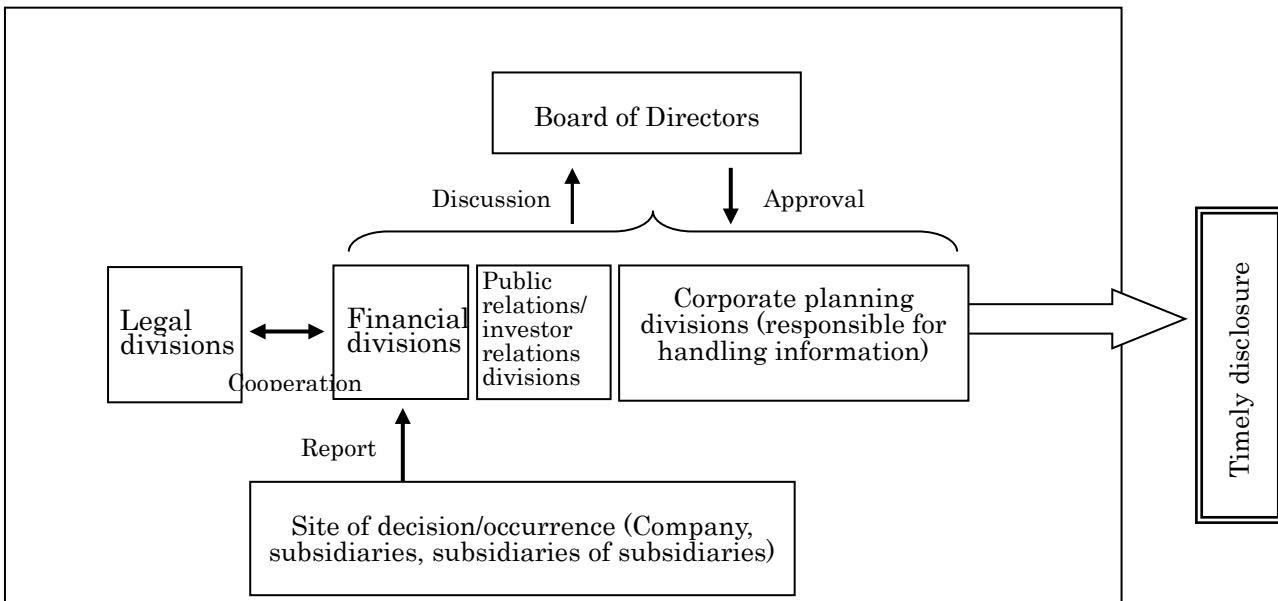 Board of Directors
Discussion
Approval
Legal
divisions
Cooperation
Financial
divisions
Public
relations/
investor
relations
divisions
Corporate planning
divisions (responsible for
handling information)
Timely disclosure
Report
Site of decision/occurrence (Company,
subsidiaries, subsidiaries of subsidiaries)